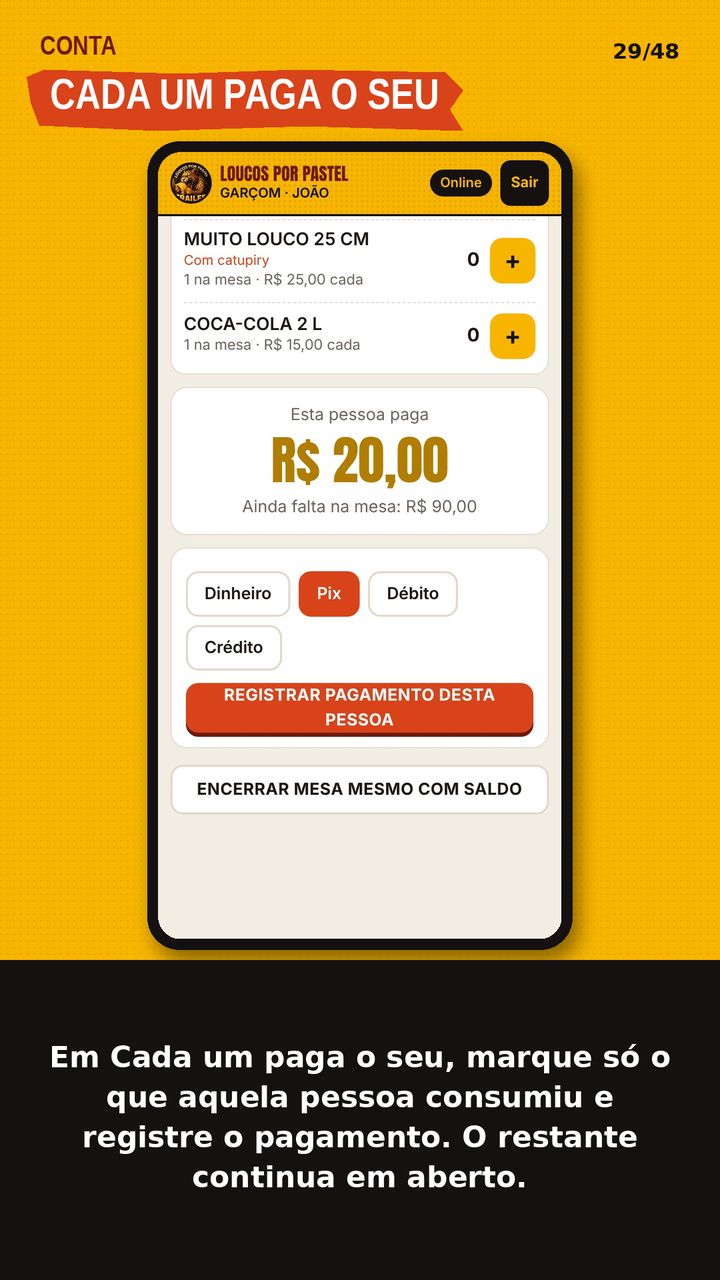 CONTA
29/48
CADA UM PAGA O SEU
LOUCOS POR PASTEL
GARÇOM · JOÃO
Online
Sair
MUITO LOUCO 25 CM
Com catupiry
1 na mesa · R$ 25,00 cada
0
+
COCA-COLA 2 L
1 na mesa · R$ 15,00 cada
0
+
Esta pessoa paga
R$ 20,00
Ainda falta na mesa: R$ 90,00
Dinheiro
Pix
Débito
Crédito
REGISTRAR PAGAMENTO DESTA
PESSOA
ENCERRAR MESA MESMO COM SALDO
Em Cada um paga o seu, marque só o
que aquela pessoa consumiu e
registre o pagamento. O restante
continua em aberto.